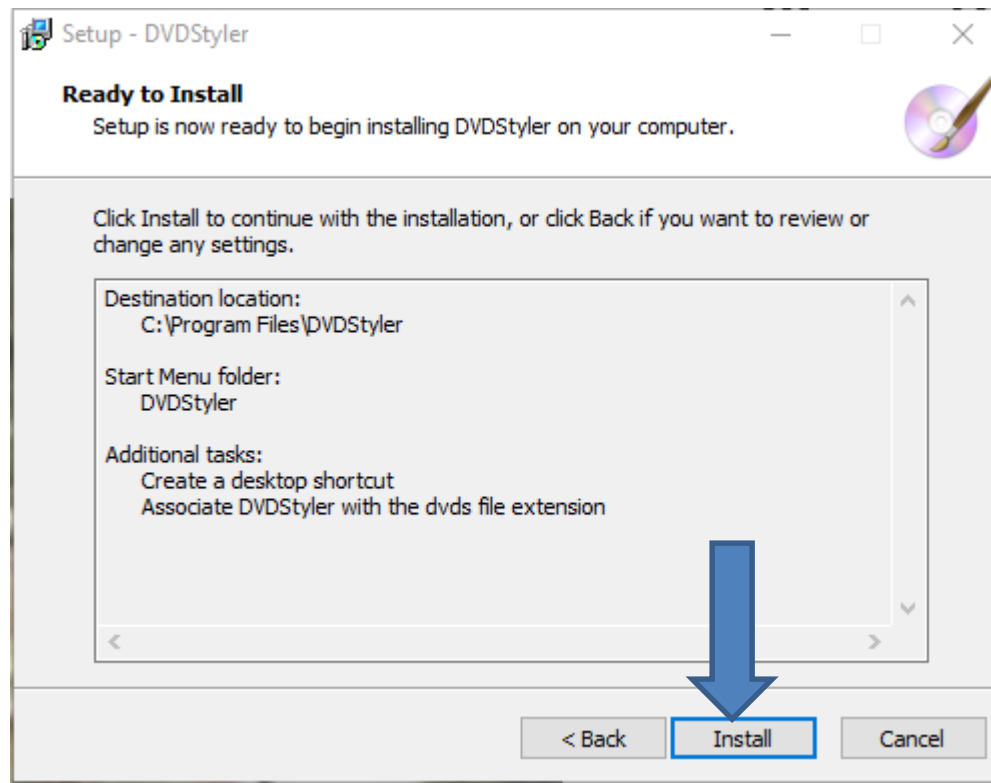 Setup - DVDStyler
Ready to Install
Setup is now ready to begin installing DVDStyler on your computer.
Click Install to continue with the installation, or click Back if you want to review or
change any settings.
Destination location:
C:\Program Files\DVDStyler
Start Menu folder:
DVDStyler
Additional tasks:
Create a desktop shortcut
Associate DVDStyler with the dvds file extension
< Back Install Cancel